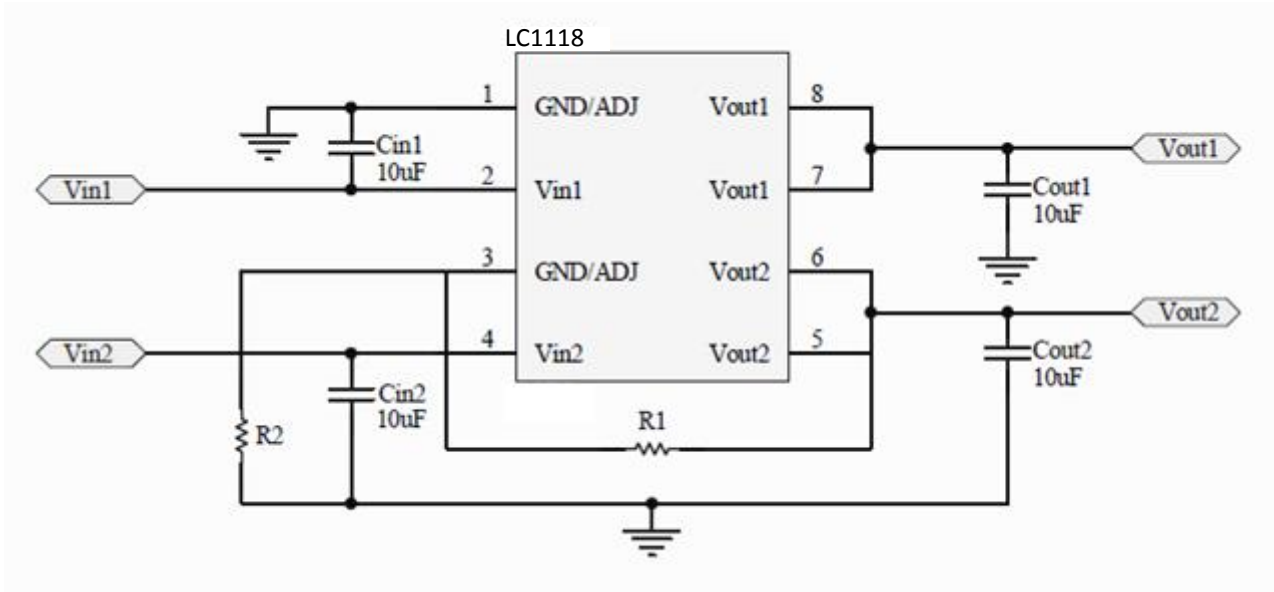 LC1118
1 GND/ADJ Vout1 8
Cin1
10uF
Vin1 2 Vin1 Vout1 7
Vout1
Cout1
10uF
3 GND/ADJ Vout2 6
Vout2
Vin2 4 Vin2 Vout2 5
Cout2
10uF
Cin2
10uF
R2
R1